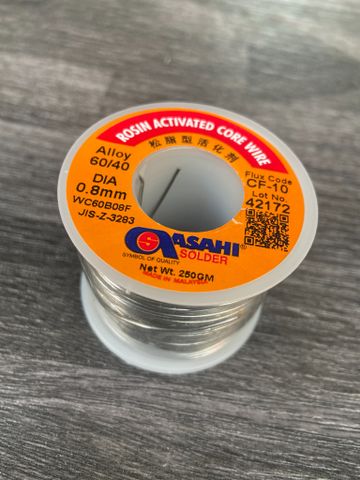 ROSIN ACTIVATED CORE WIRE
松脂型活化剂
Alloy
60/40
DIA
0.8mm
WC60B08F
JIS-Z-3283
Flux Code
CF-10
Lot No.
42172
ASAHI
SOLDER
SYMBOL OF QUALITY
Net Wt. 250GM
MADE IN MALAYSIA